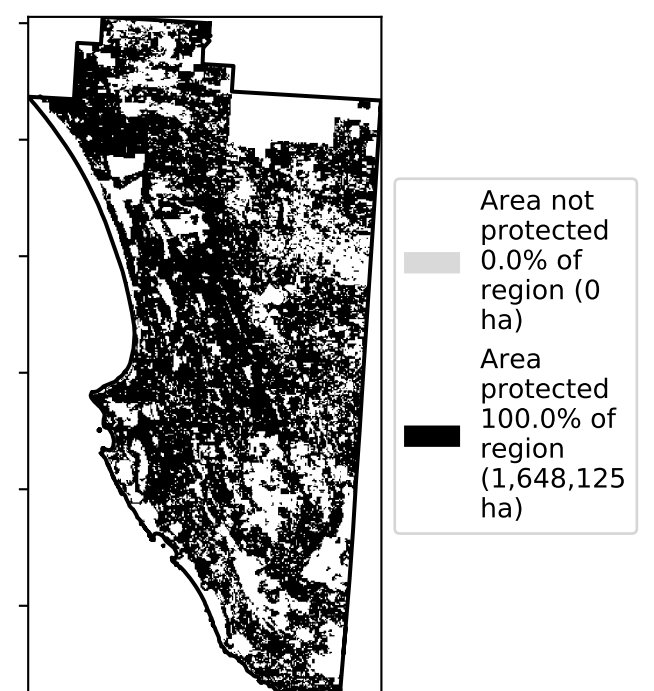 Area not
protected
0.0% of
region (0
ha)
Area
protected
100.0% of
region
(1,648,125
ha)